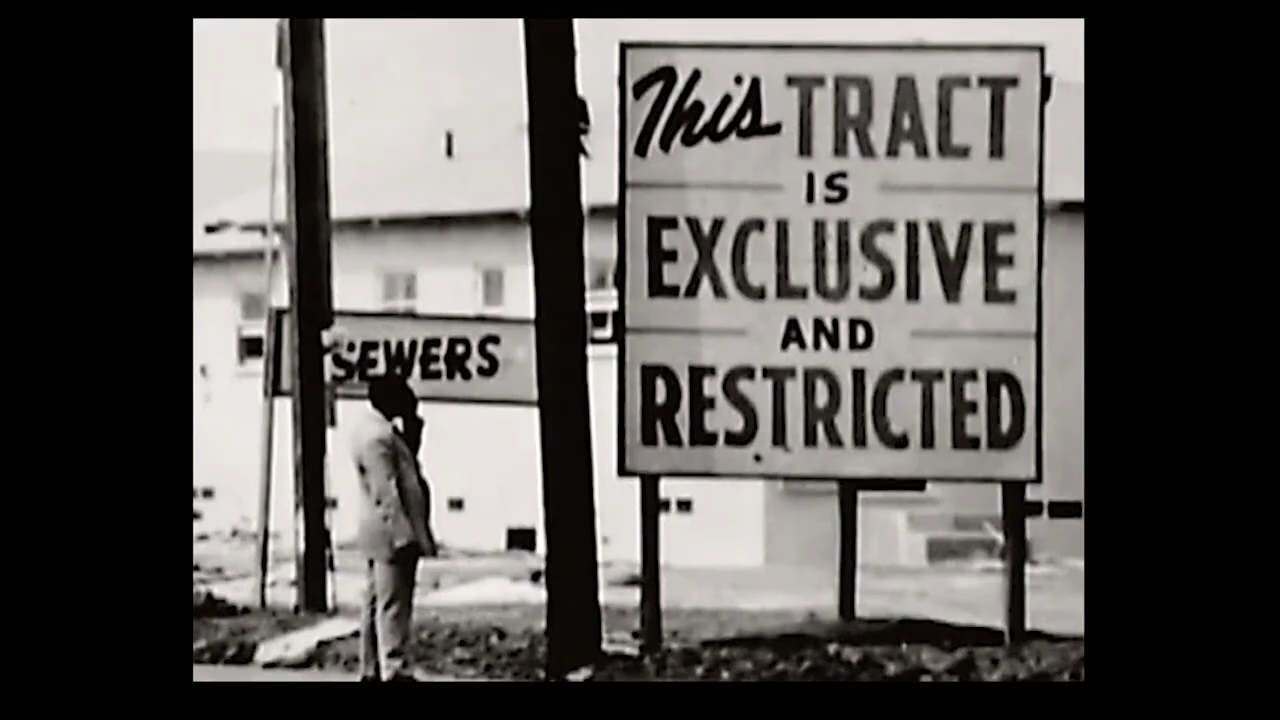 This TRACT
IS
EXCLUSIVE
AND
RESTRICTED
SEWERS